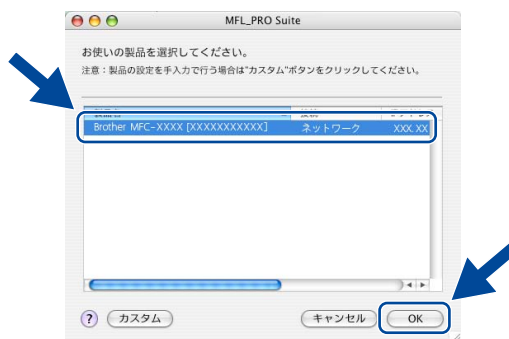 MFL_PRO Suite
お使いの製品を選択してください。
注意：製品の設定を手入力で行う場合は"カスタム"ボタンをクリックしてください。
Brother MFC-XXXX [XXXXXXXXXXX] ネットワーク XXX.XX
? カスタム キャンセル OK